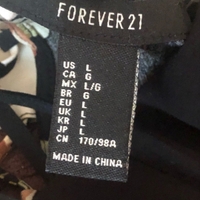 FOREVER 21
US L
CA G
MX L/G
BR G
EU L
UK L
KR L
JP L
CN 170/98A
MADE IN CHINA